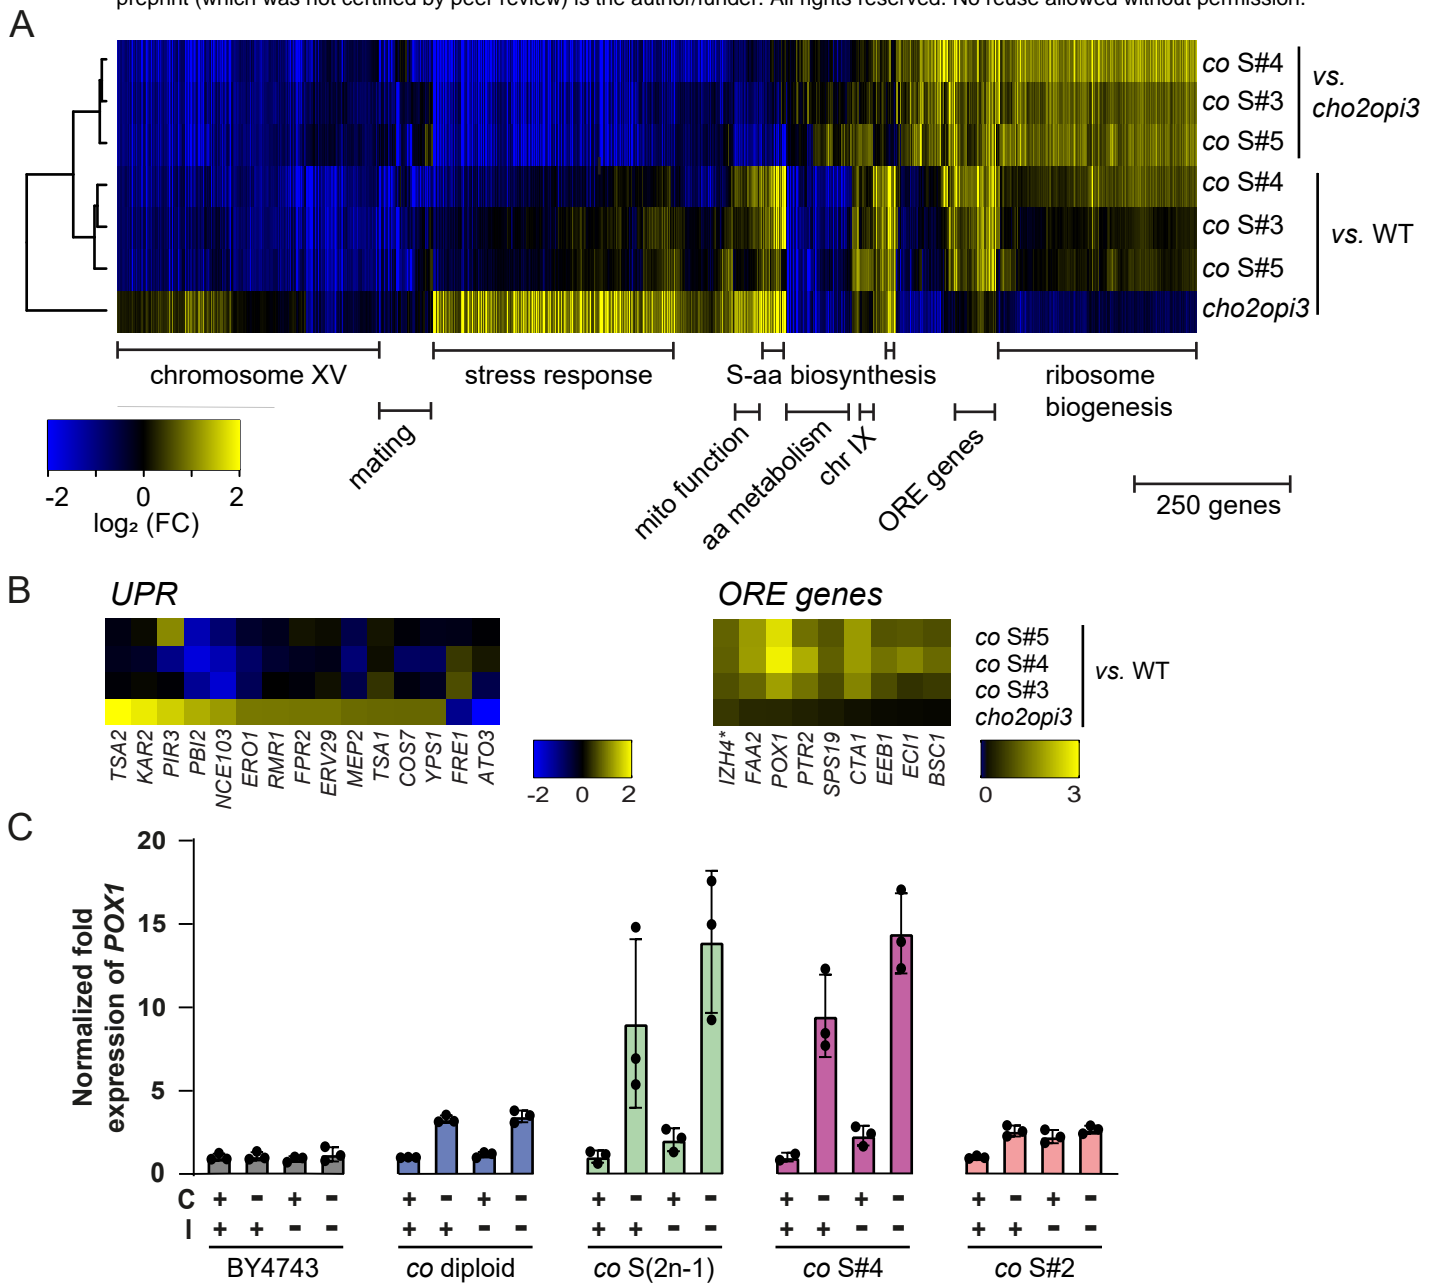 preprint (which was not certified by peer review) is the author/funder. All rights reserved. No reuse allowed without permission.
A
co S#4
co S#3
co S#5
vs.
cho2opi3
co S#4
co S#3
co S#5
cho2opi3
vs. WT
chromosome XV
stress response
S-aa biosynthesis
ribosome
biogenesis
mating
mito function
aa metabolism
chr IX
ORE genes
250 genes
-2 0 2
log₂ (FC)
B
UPR
TSA2 KAR2 PIR3 PBI2 NCE103 ERO1 RMR1 FPR2 ERV29 MEP2 TSA1 COS7 YPS1 FRE1 ATO3
-2 0 2
ORE genes
co S#5
co S#4
co S#3
cho2opi3
vs. WT
IZH4* FAA2 POX1 PTR2 SPS19 CTA1 EEB1 ECI1 BSC1
0 3
C
Normalized fold
expression of POX1
20
15
10
5
0
C + - + - + - + - + - + - + - + - + - + -
I + + - - + + - - + + - - + + - - + + - -
BY4743 co diploid co S(2n-1) co S#4 co S#2